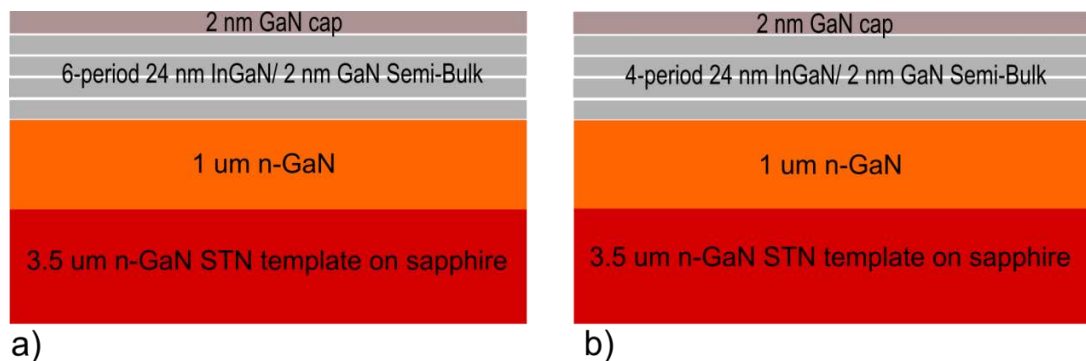 2 nm GaN cap
6-period 24 nm InGaN/ 2 nm GaN Semi-Bulk
1 um n-GaN
3.5 um n-GaN STN template on sapphire
a)
2 nm GaN cap
4-period 24 nm InGaN/ 2 nm GaN Semi-Bulk
1 um n-GaN
3.5 um n-GaN STN template on sapphire
b)